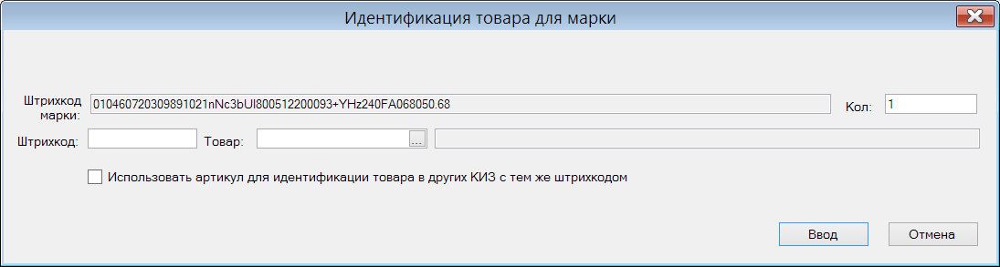 Идентификация товара для марки
Штрихкод марки: 010460720309891021nNc3bUl800512200093+YHz240FA068050.68 Кол: 1
Штрихкод: Товар: ...
Использовать артикул для идентификации товара в других КИЗ с тем же штрихкодом
Ввод Отмена